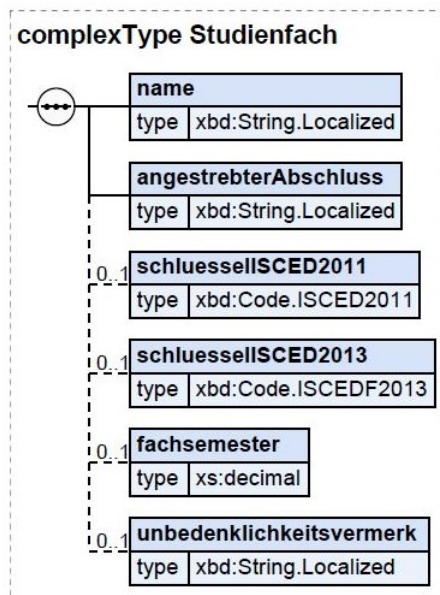 complexType Studienfach
name
type xbd:String.Localized
angestrebterAbschluss
type xbd:String.Localized
0..1 schluesselISCED2011
type xbd:Code.ISCED2011
0..1 schluesselISCED2013
type xbd:Code.ISCEDF2013
0..1 fachsemester
type xs:decimal
0..1 unbedenklichkeitsvermerk
type xbd:String.Localized